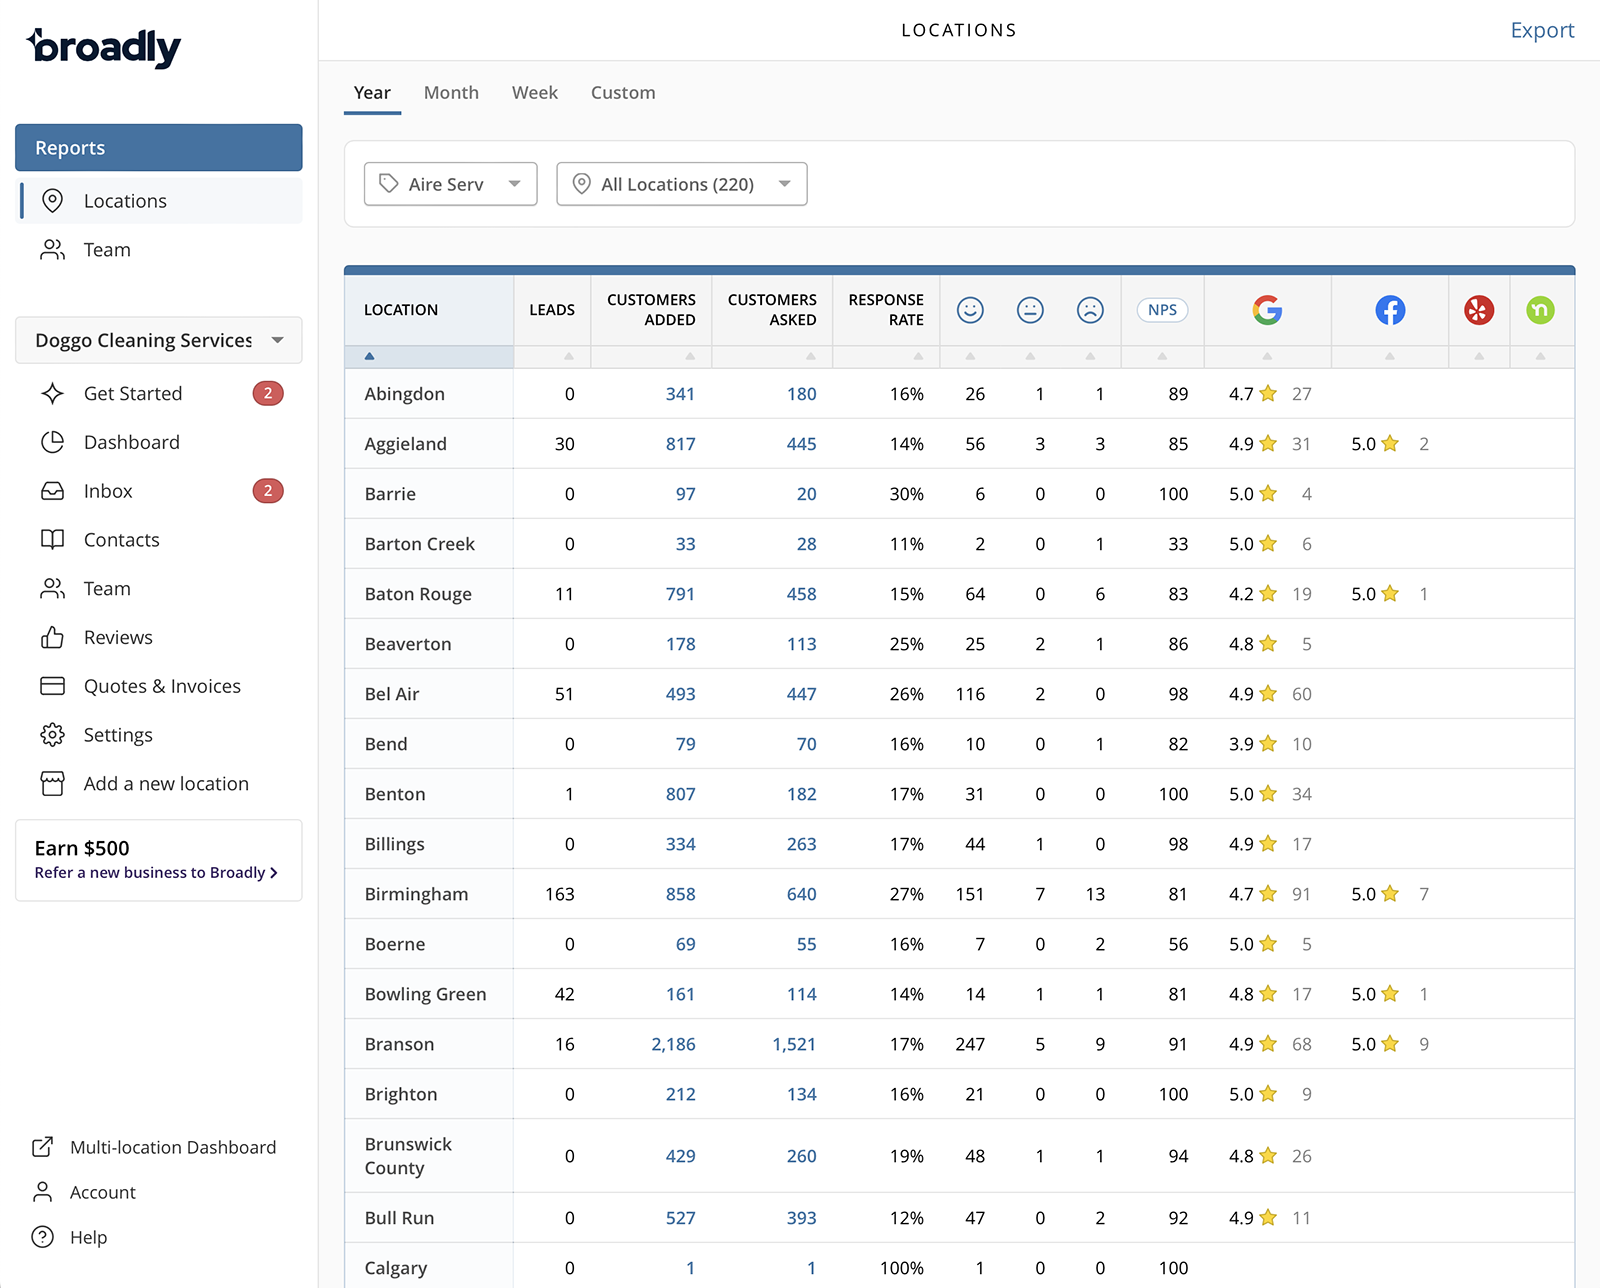 broadly
LOCATIONS
Export
Reports
Locations
Team
Doggo Cleaning Services
Get Started 2
Dashboard
Inbox 2
Contacts
Team
Reviews
Quotes & Invoices
Settings
Add a new location
Earn $500
Refer a new business to Broadly
Multi-location Dashboard
Account
Help
Year Month Week Custom
Aire Serv All Locations (220)
LOCATION LEADS CUSTOMERS ADDED CUSTOMERS ASKED RESPONSE RATE NPS
Abingdon 0 341 180 16% 26 1 1 89 4.7 27
Aggieland 30 817 445 14% 56 3 3 85 4.9 31 5.0 2
Barrie 0 97 20 30% 6 0 0 100 5.0 4
Barton Creek 0 33 28 11% 2 0 1 33 5.0 6
Baton Rouge 11 791 458 15% 64 0 6 83 4.2 19 5.0 1
Beaverton 0 178 113 25% 25 2 1 86 4.8 5
Bel Air 51 493 447 26% 116 2 0 98 4.9 60
Bend 0 79 70 16% 10 0 1 82 3.9 10
Benton 1 807 182 17% 31 0 0 100 5.0 34
Billings 0 334 263 17% 44 1 0 98 4.9 17
Birmingham 163 858 640 27% 151 7 13 81 4.7 91 5.0 7
Boerne 0 69 55 16% 7 0 2 56 5.0 5
Bowling Green 42 161 114 14% 14 1 1 81 4.8 17 5.0 1
Branson 16 2,186 1,521 17% 247 5 9 91 4.9 68 5.0 9
Brighton 0 212 134 16% 21 0 0 100 5.0 9
Brunswick County 0 429 260 19% 48 1 1 94 4.8 26
Bull Run 0 527 393 12% 47 0 2 92 4.9 11
Calgary 0 1 1 100% 1 0 0 100